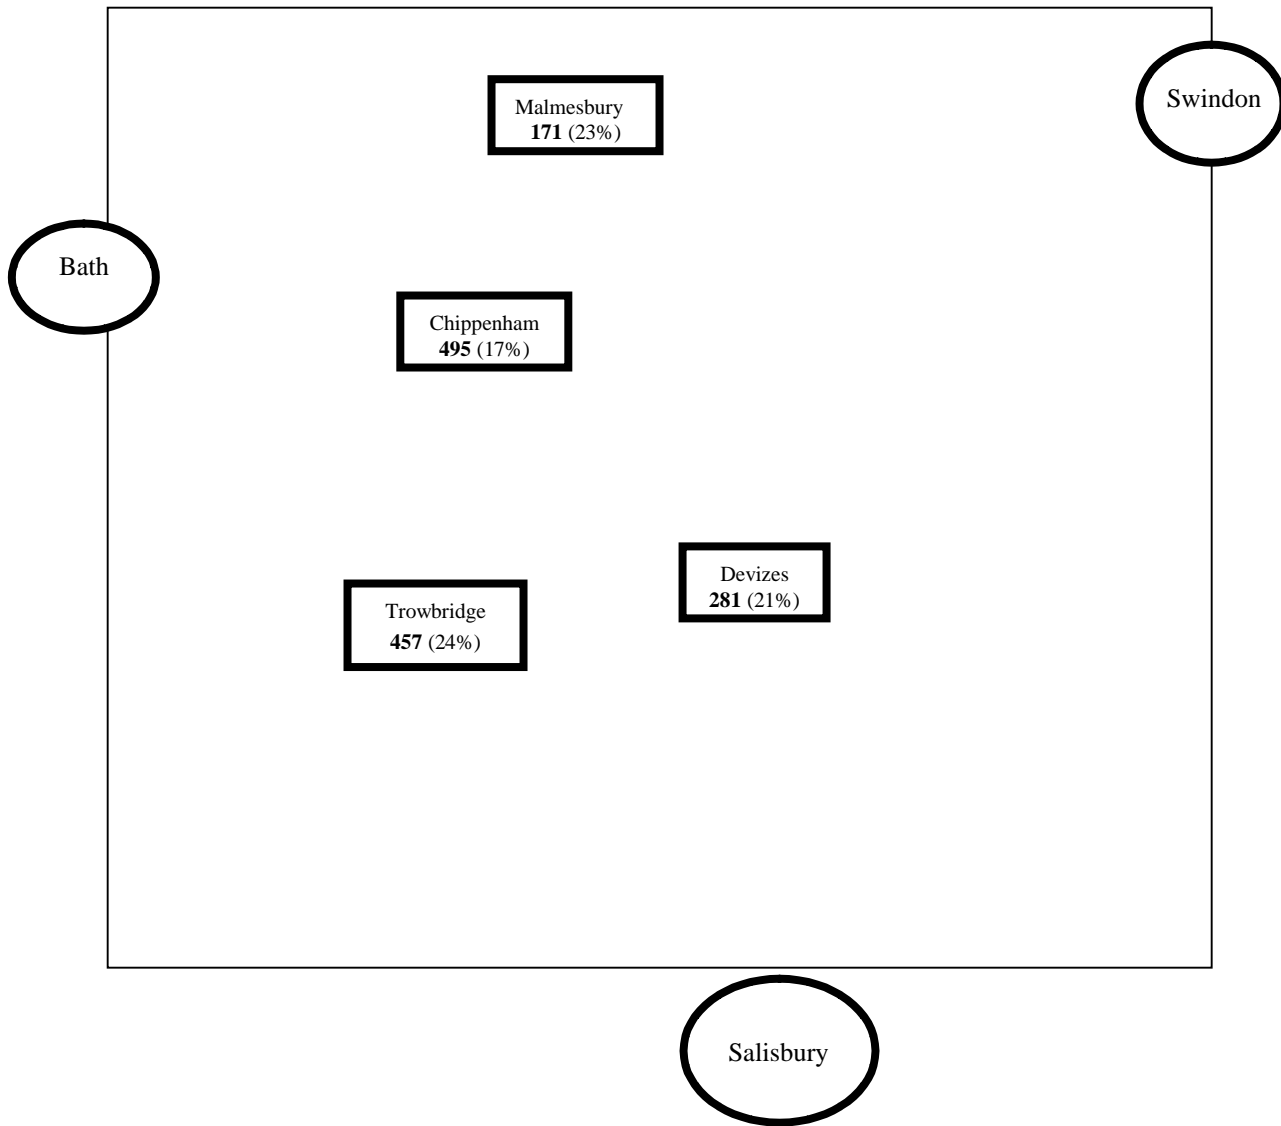 Malmesbury
171 (23%)
Swindon
Bath
Chippenham
495 (17%)
Devizes
281 (21%)
Trowbridge
457 (24%)
Salisbury